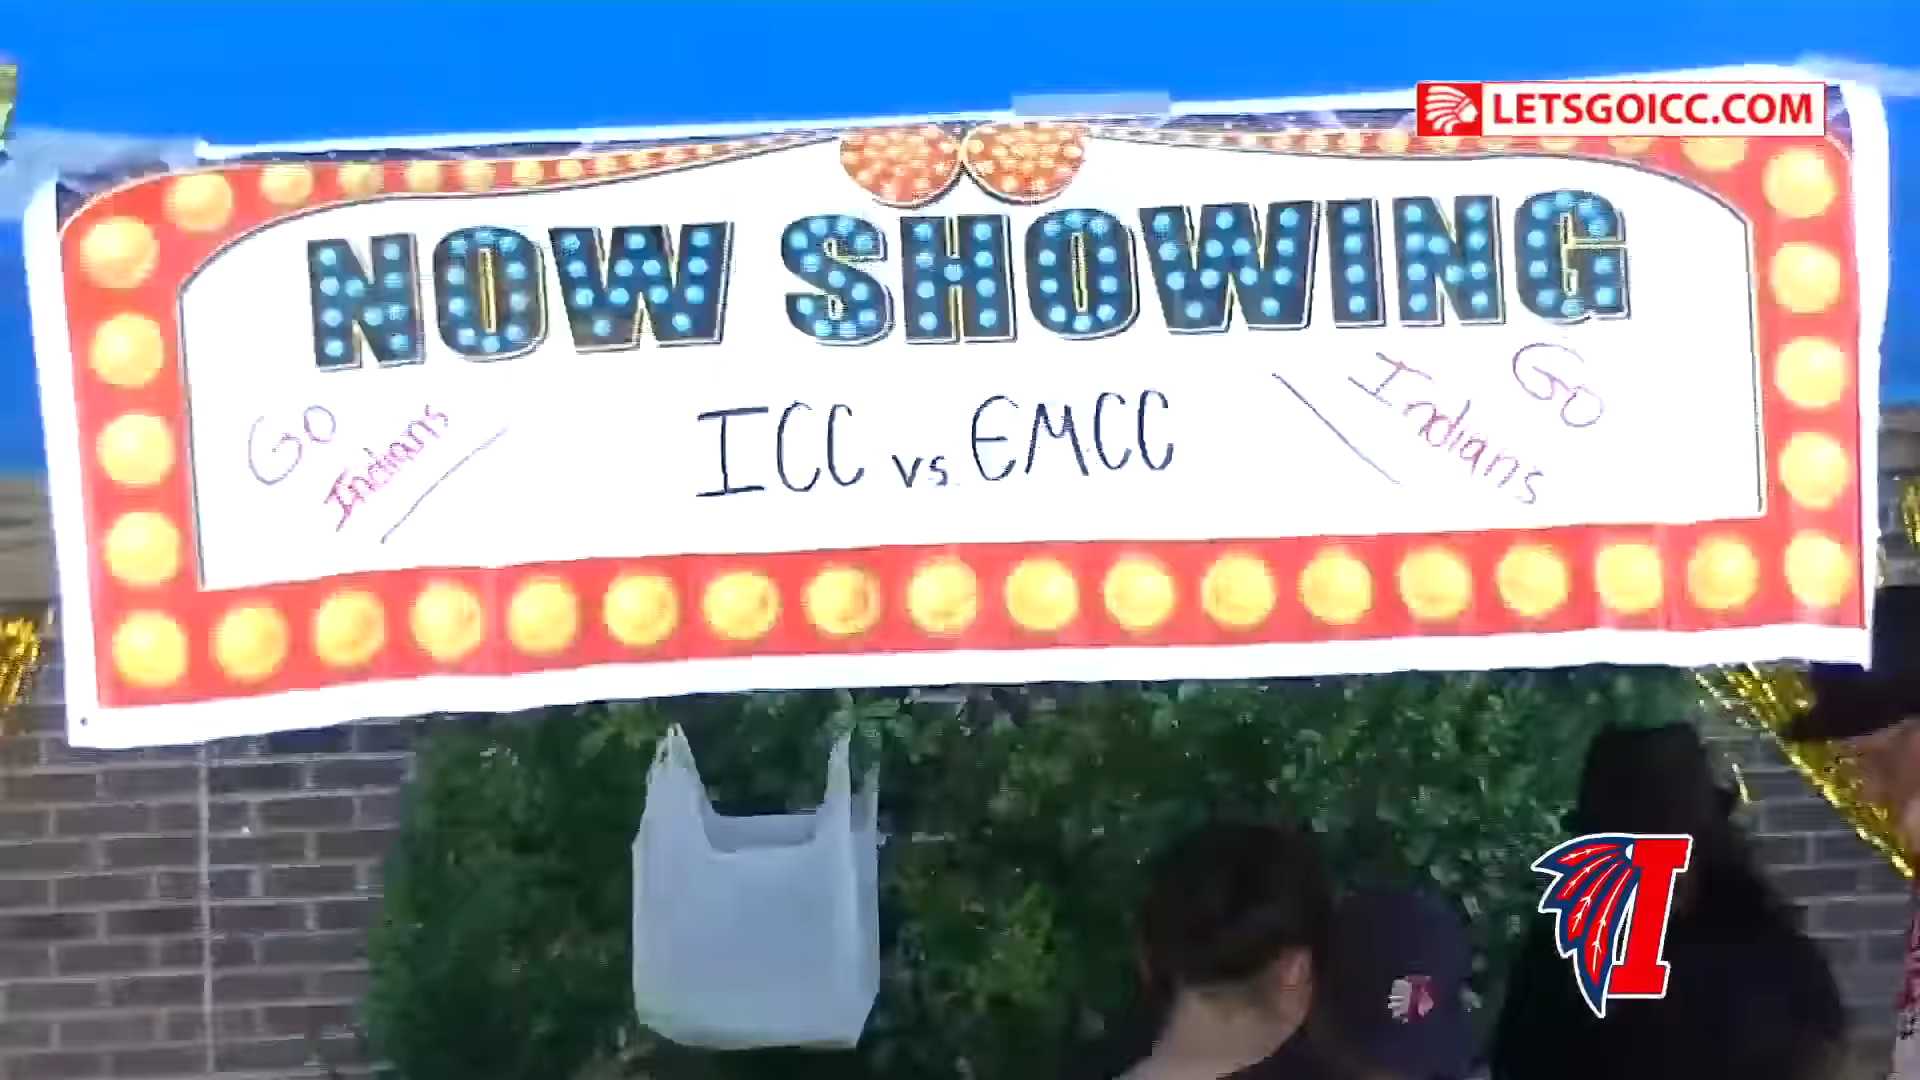 LETSGOICC.COM
NOW SHOWING
GO
Indians
ICC vs EMCC
GO
Indians
I